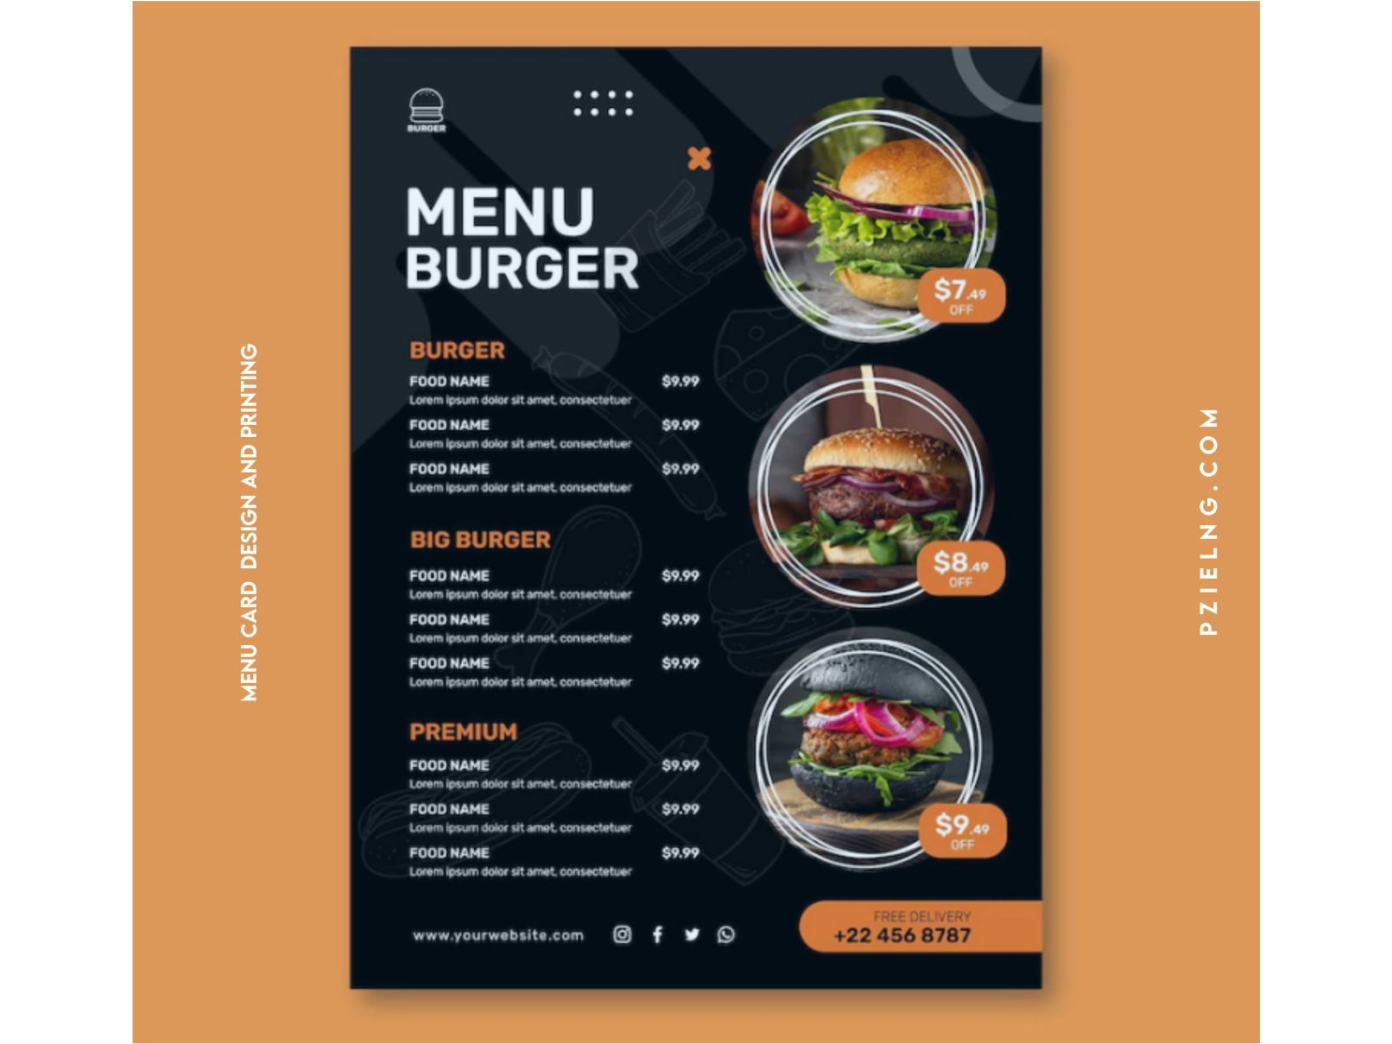 MENU CARD DESIGN AND PRINTING
BURGER
MENU
BURGER
BURGER
FOOD NAME $9.99
Lorem ipsum dolor sit amet, consectetuer
FOOD NAME $9.99
Lorem ipsum dolor sit amet, consectetuer
FOOD NAME $9.99
Lorem ipsum dolor sit amet, consectetuer
BIG BURGER
FOOD NAME $9.99
Lorem ipsum dolor sit amet, consectetuer
FOOD NAME $9.99
Lorem ipsum dolor sit amet, consectetuer
FOOD NAME $9.99
Lorem ipsum dolor sit amet, consectetuer
PREMIUM
FOOD NAME $9.99
Lorem ipsum dolor sit amet, consectetuer
FOOD NAME $9.99
Lorem ipsum dolor sit amet, consectetuer
FOOD NAME $9.99
Lorem ipsum dolor sit amet, consectetuer
www.yourwebsite.com
$7.49
OFF
$8.49
OFF
$9.49
OFF
FREE DELIVERY
+22 456 8787
PZIELNG.COM